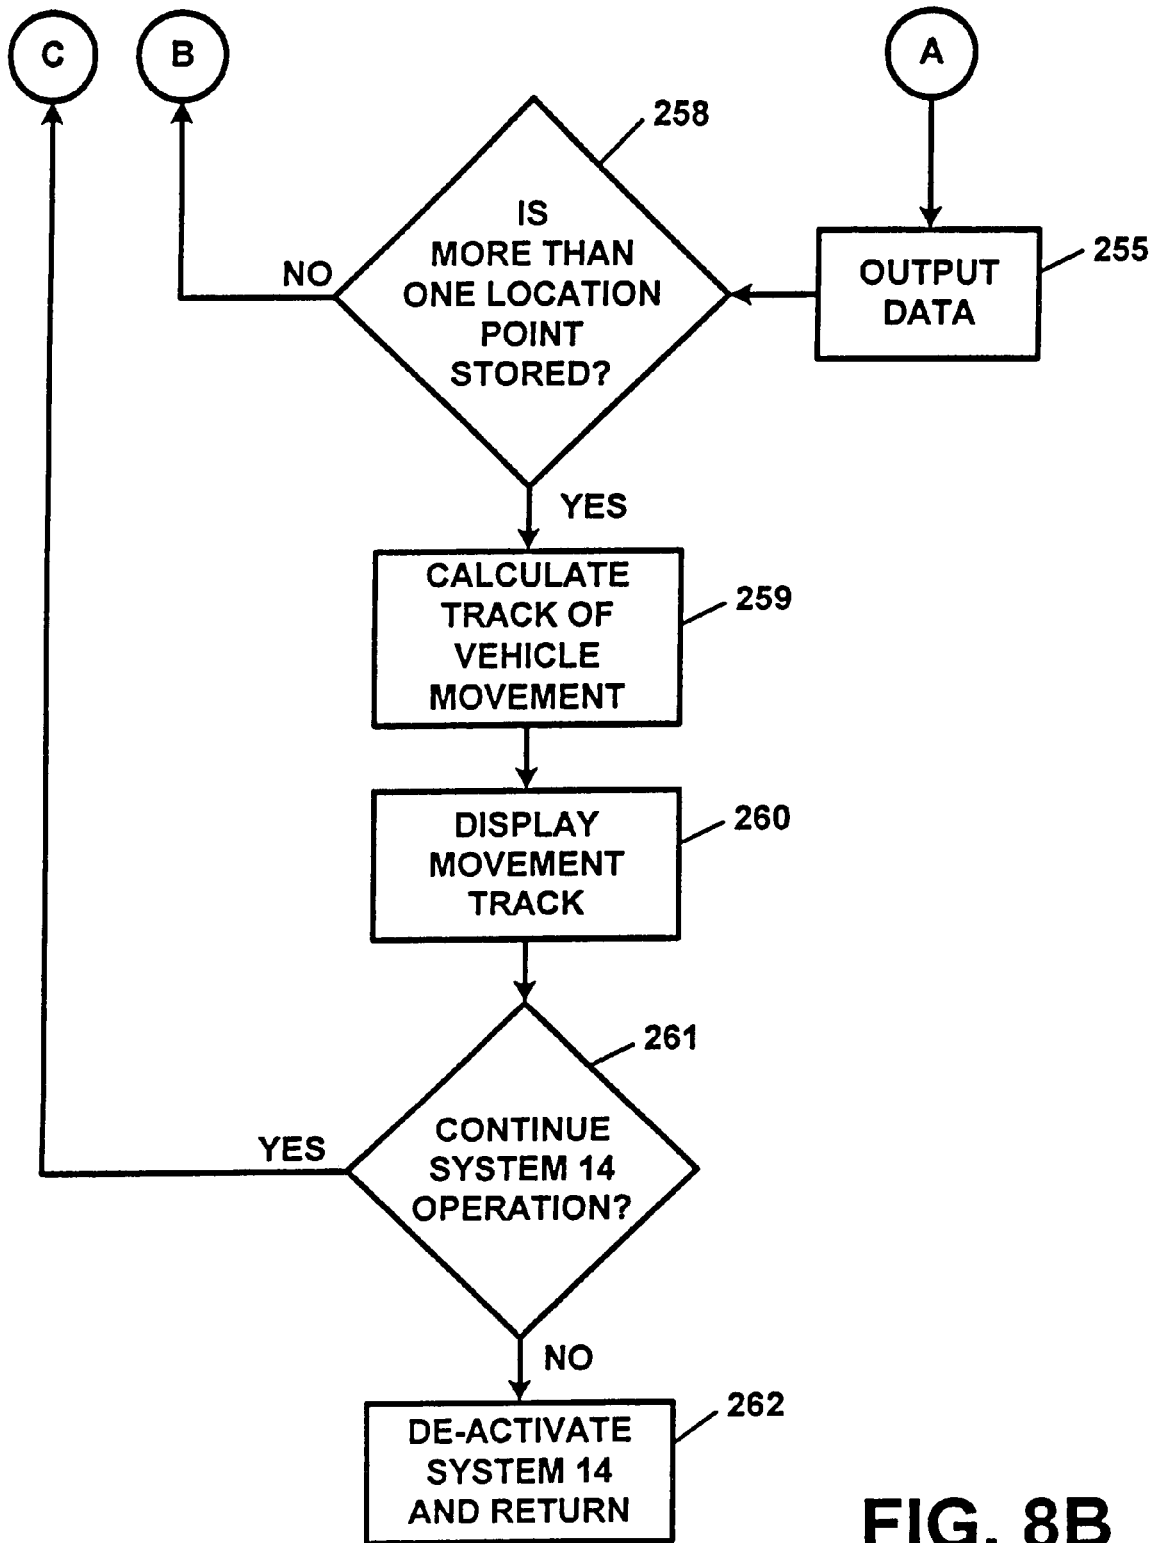 C
B
A
258
IS
MORE THAN
ONE LOCATION
POINT
STORED?
NO
OUTPUT
DATA
255
YES
CALCULATE
TRACK OF
VEHICLE
MOVEMENT
259
DISPLAY
MOVEMENT
TRACK
260
261
CONTINUE
SYSTEM 14
OPERATION?
YES
NO
DE-ACTIVATE
SYSTEM 14
AND RETURN
262
FIG. 8B